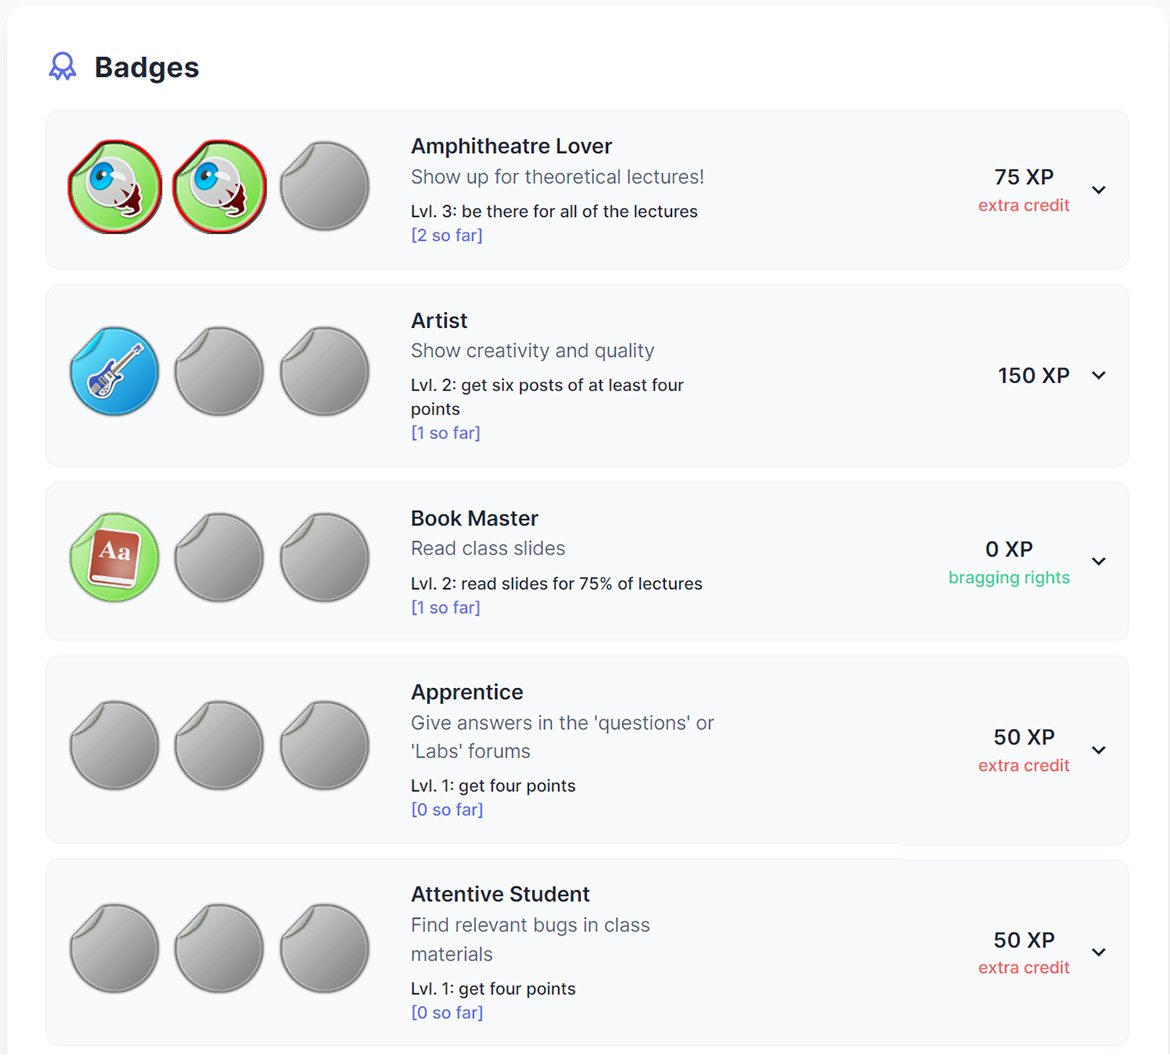 Badges
Amphitheatre Lover
Show up for theoretical lectures!
Lvl. 3: be there for all of the lectures
[2 so far]
75 XP
extra credit
Artist
Show creativity and quality
Lvl. 2: get six posts of at least four
points
[1 so far]
150 XP
Aa
Book Master
Read class slides
Lvl. 2: read slides for 75% of lectures
[1 so far]
0 XP
bragging rights
Apprentice
Give answers in the 'questions' or
'Labs' forums
Lvl. 1: get four points
[0 so far]
50 XP
extra credit
Attentive Student
Find relevant bugs in class
materials
Lvl. 1: get four points
[0 so far]
50 XP
extra credit